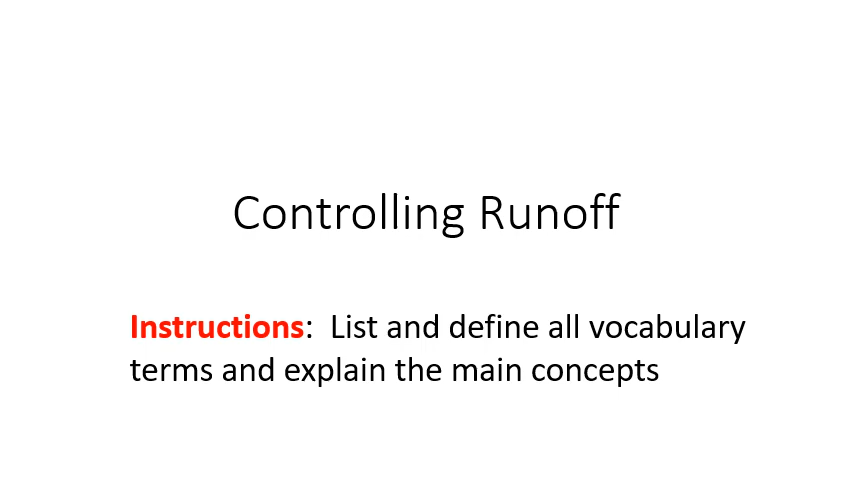 Controlling Runoff
Instructions:  List and define all vocabulary
terms and explain the main concepts